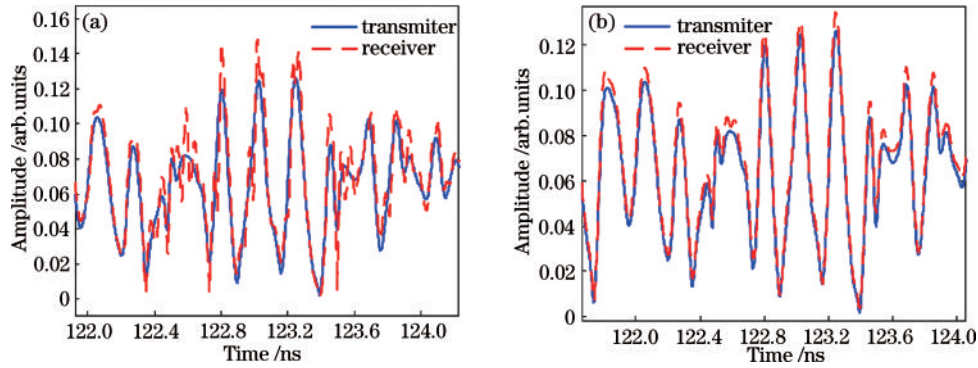 (a)
transmiter
receiver
0.16
0.14
0.12
0.10
0.08
0.06
0.04
0.02
0
Amplitude /arb.units
122.0
122.4
122.8
123.2
123.6
124.0
Time /ns
(b)
transmiter
receiver
0.12
0.10
0.08
0.06
0.04
0.02
0
Amplitude /arb.units
122.0
122.4
122.8
123.2
123.6
124.0
Time /ns